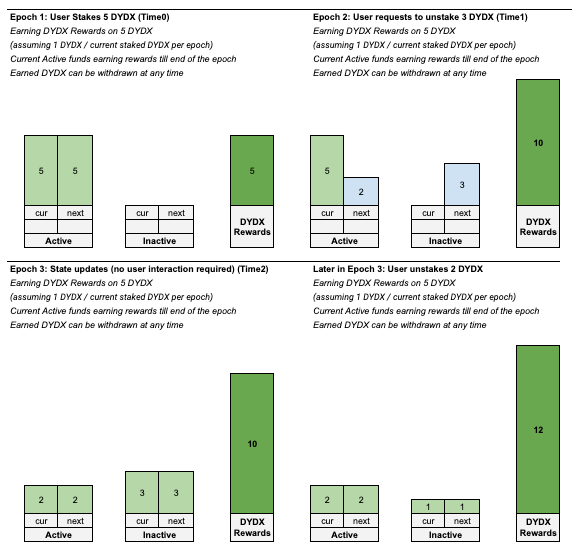 Epoch 1: User Stakes 5 DYDX (Time0)
Earning DYDX Rewards on 5 DYDX
(assuming 1 DYDX / current staked DYDX per epoch)
Current Active funds earning rewards till end of the epoch
Earned DYDX can be withdrawn at any time
5 5 5
cur next cur next
DYDX
Rewards
Active Inactive
Epoch 2: User requests to unstake 3 DYDX (Time1)
Earning DYDX Rewards on 5 DYDX
(assuming 1 DYDX / current staked DYDX per epoch)
Current Active funds earning rewards till end of the epoch
Earned DYDX can be withdrawn at any time
5 2 3 10
cur next cur next
DYDX
Rewards
Active Inactive
Epoch 3: State updates (no user interaction required) (Time2)
Earning DYDX Rewards on 5 DYDX
(assuming 1 DYDX / current staked DYDX per epoch)
Current Active funds earning rewards till end of the epoch
Earned DYDX can be withdrawn at any time
10
2 2 3 3
cur next cur next
DYDX
Rewards
Active Inactive
Later in Epoch 3: User unstakes 2 DYDX
Earning DYDX Rewards on 5 DYDX
(assuming 1 DYDX / current staked DYDX per epoch)
Current Active funds earning rewards till end of the epoch
Earned DYDX can be withdrawn at any time
12
2 2 1 1
cur next cur next
DYDX
Rewards
Active Inactive